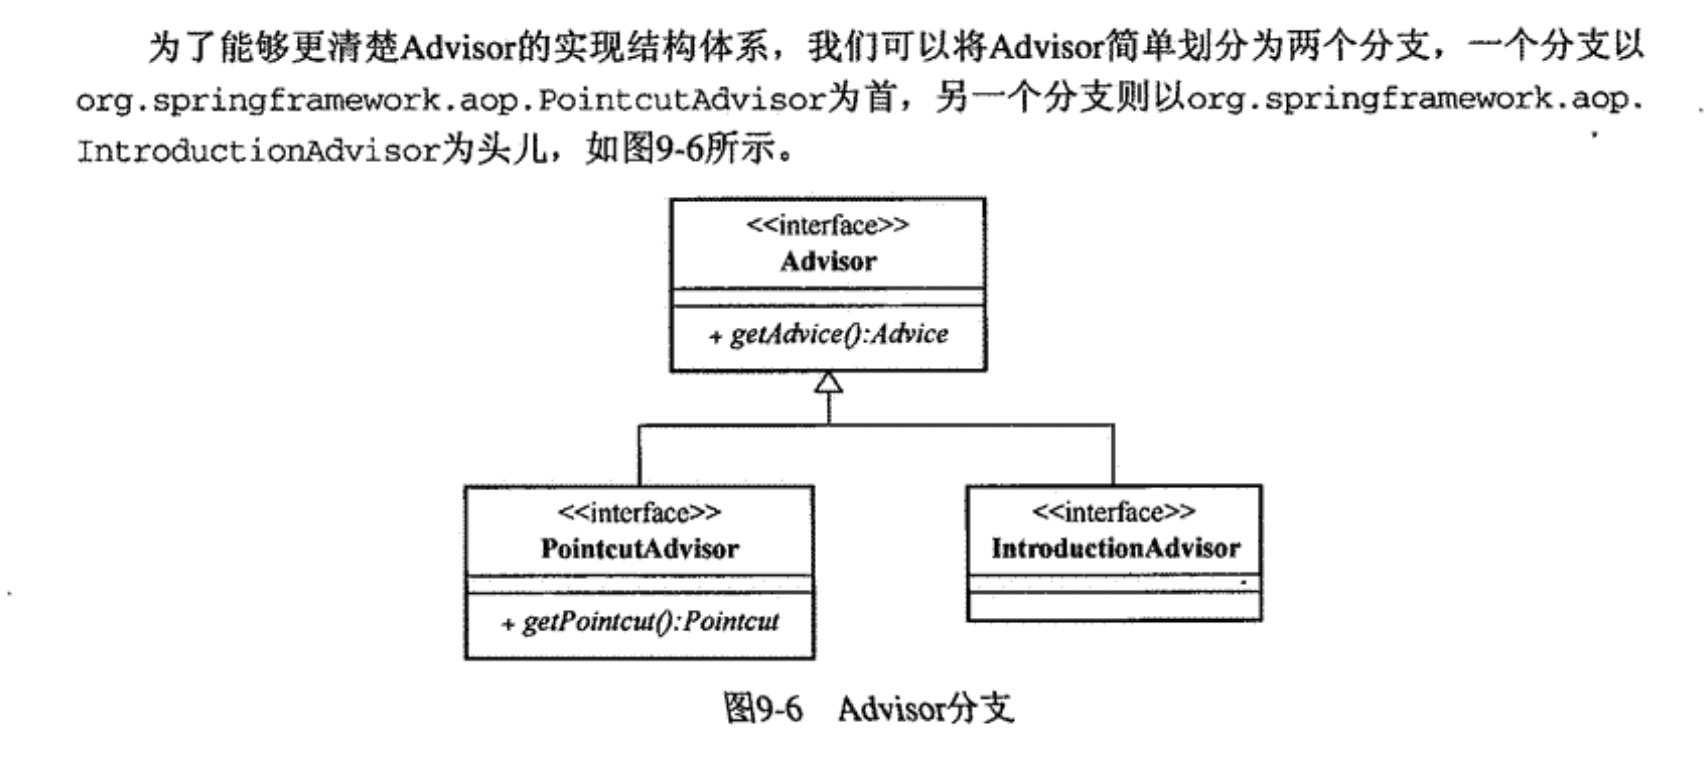 为了能够更清楚Advisor的实现结构体系，我们可以将Advisor简单划分为两个分支，一个分支以
org.springframework.aop.PointcutAdvisor为首，另一个分支则以org.springframework.aop.
IntroductionAdvisor为头儿，如图9-6所示。
<<interface>>
Advisor
+ getAdvice():Advice
<<interface>>
PointcutAdvisor
+ getPointcut():Pointcut
<<interface>>
IntroductionAdvisor
图9-6 Advisor分支